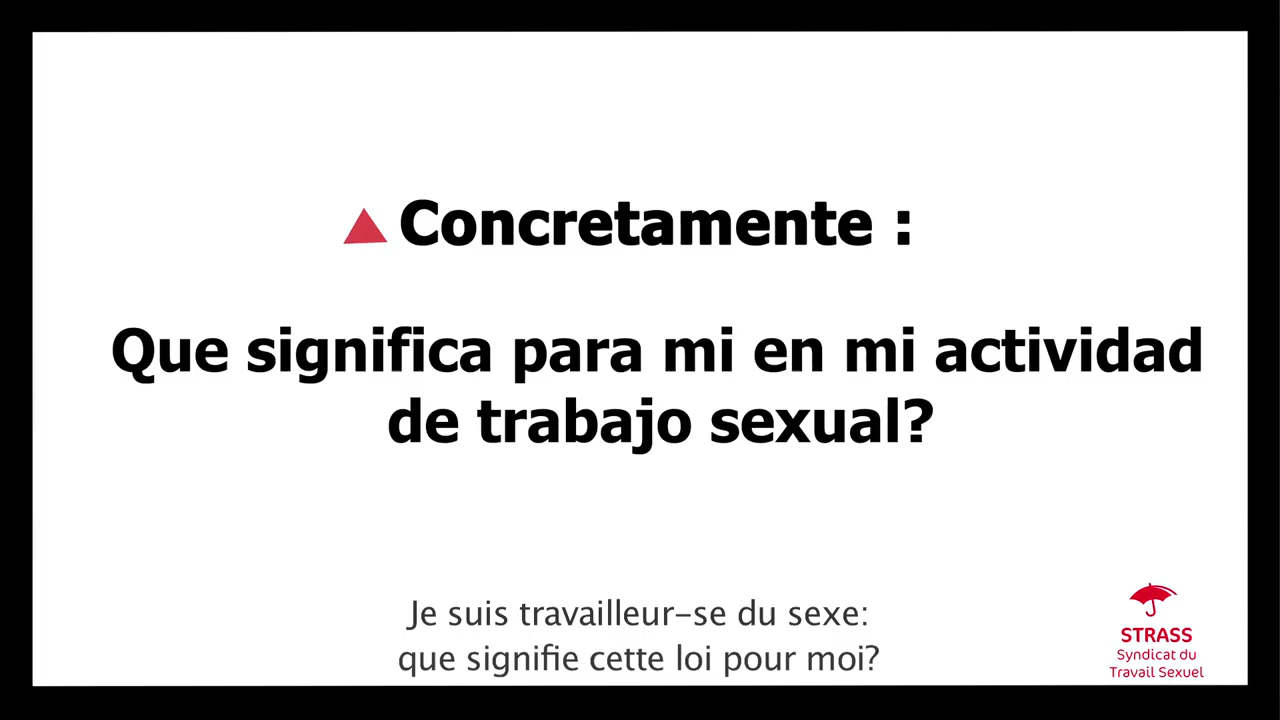 Concretamente :
Que significa para mi en mi actividad
de trabajo sexual?
Je suis travailleur-se du sexe:
que signifie cette loi pour moi?
STRASS
Syndicat du
Travail Sexuel